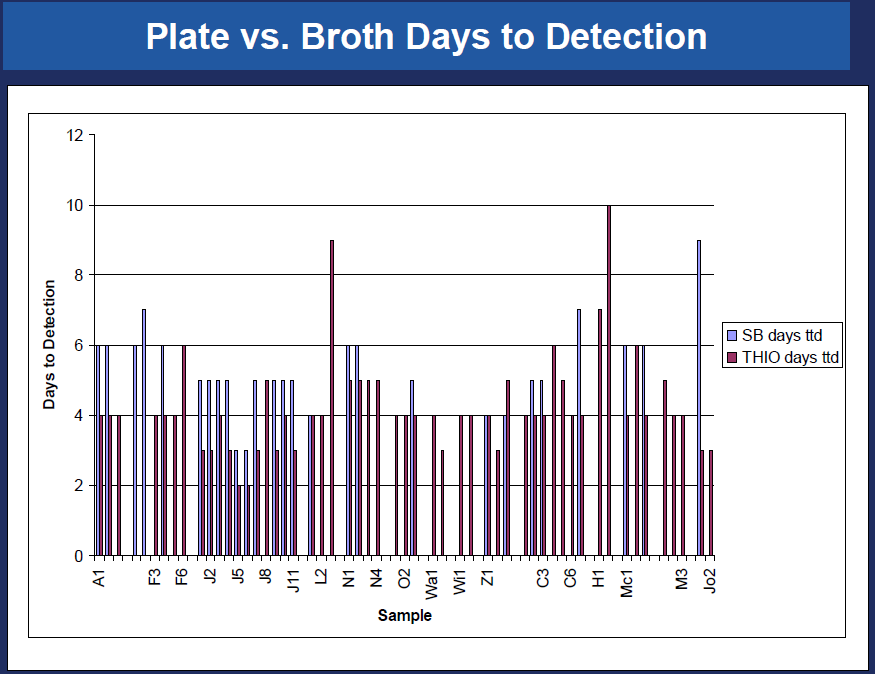 Plate vs. Broth Days to Detection
12
10
8
6
4
2
0
Days to Detection
A1 F3 F6 J2 J5 J8 J11 L2 N1 N4 O2 Wa1 Wi1 Z1 C3 C6 H1 Mc1 M3 Jo2
Sample
SB days ttd
THIO days ttd